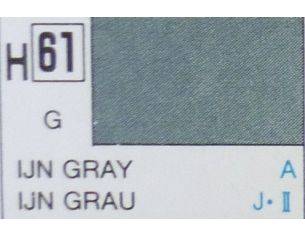 H 61
G
IJN GRAY A
IJN GRAU J・Ⅱ